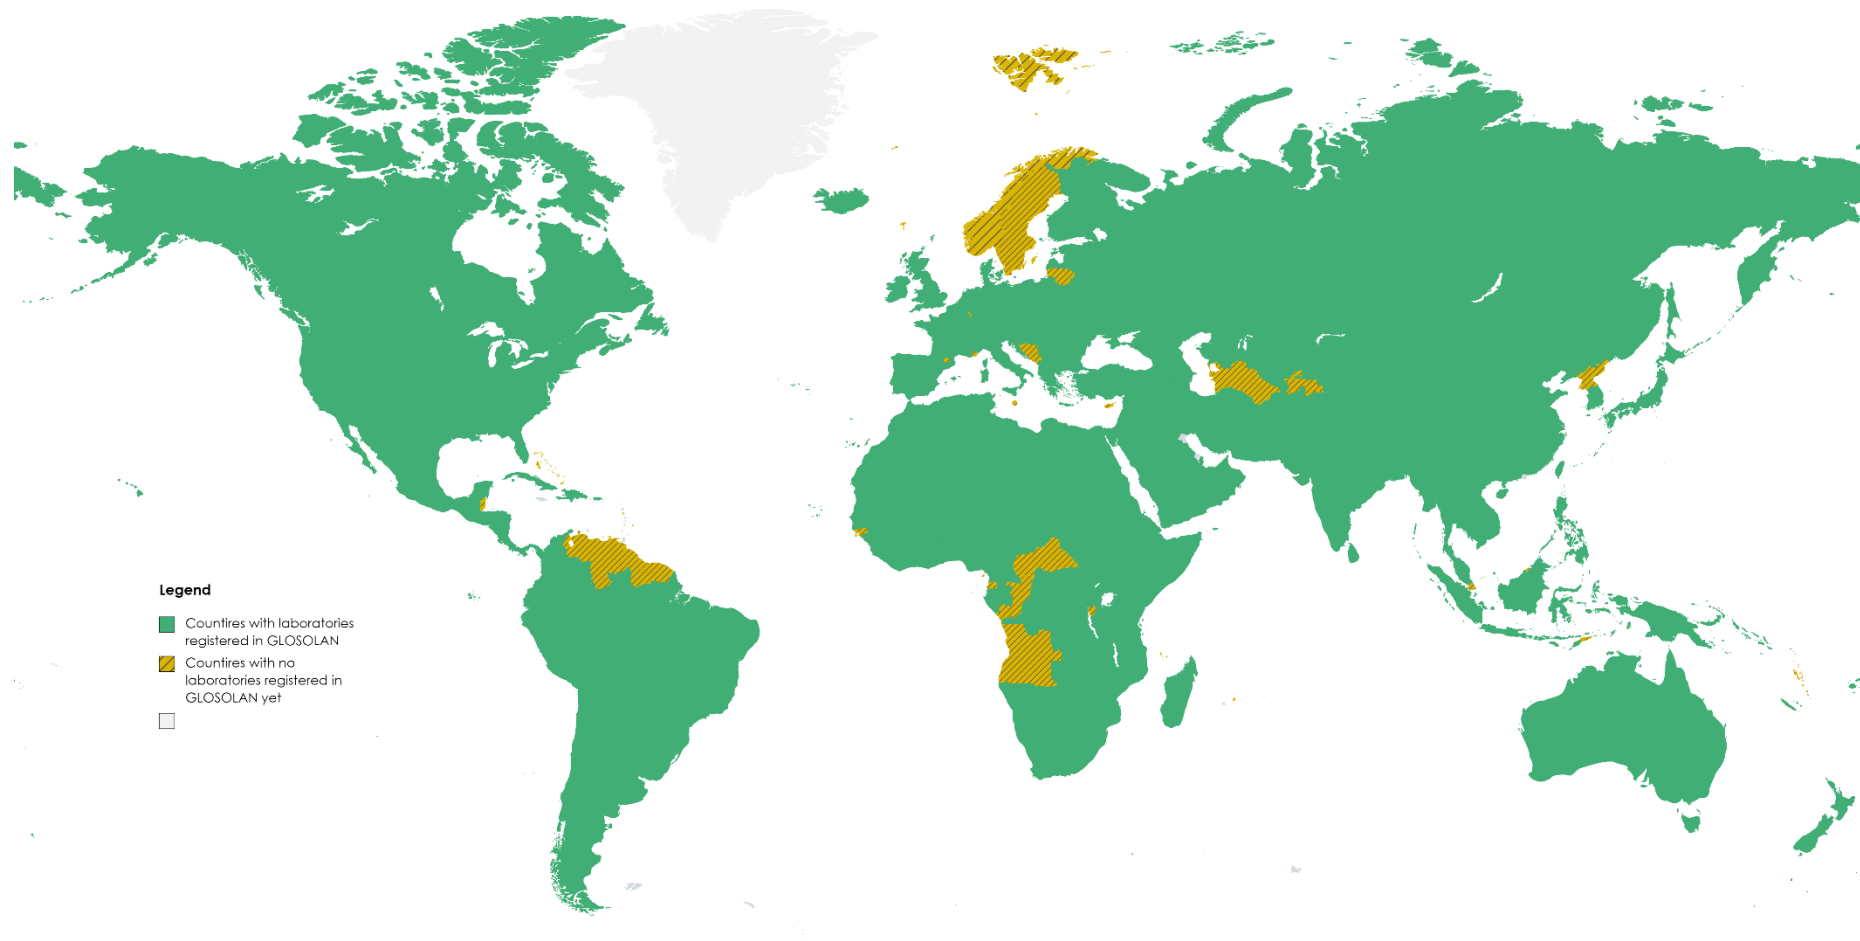 Legend
Countires with laboratories
registered in GLOSOLAN
Countires with no
laboratories registered in
GLOSOLAN yet